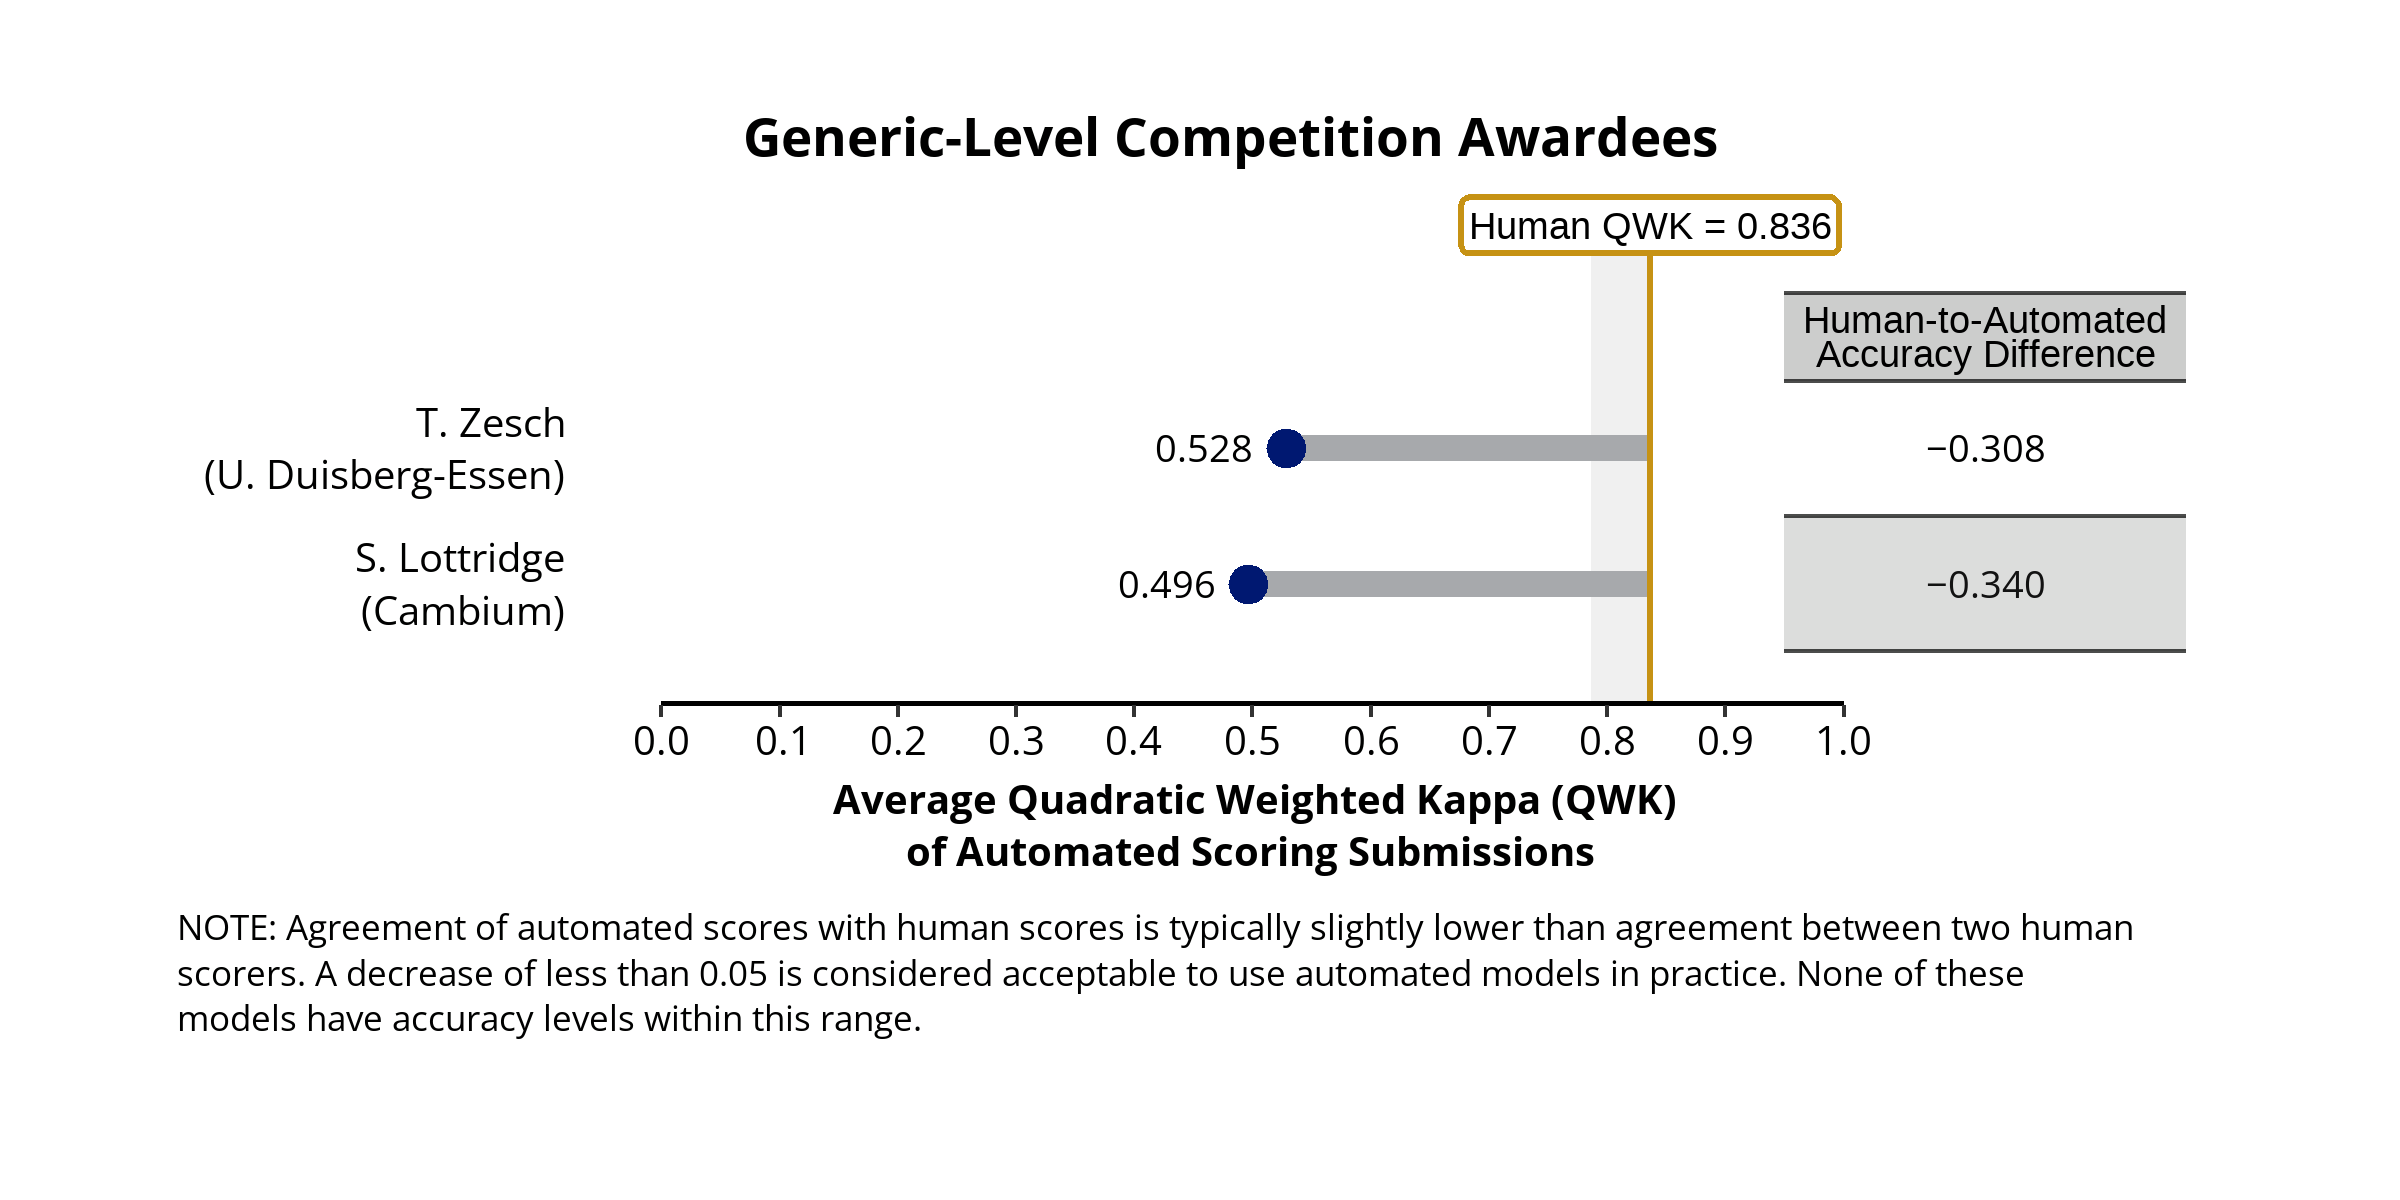 Generic-Level Competition Awardees
Human QWK = 0.836
Human-to-Automated
Accuracy Difference
T. Zesch
(U. Duisberg-Essen)
0.528
−0.308
S. Lottridge
(Cambium)
0.496
−0.340
0.0 0.1 0.2 0.3 0.4 0.5 0.6 0.7 0.8 0.9 1.0
Average Quadratic Weighted Kappa (QWK)
of Automated Scoring Submissions
NOTE: Agreement of automated scores with human scores is typically slightly lower than agreement between two human
scorers. A decrease of less than 0.05 is considered acceptable to use automated models in practice. None of these
models have accuracy levels within this range.